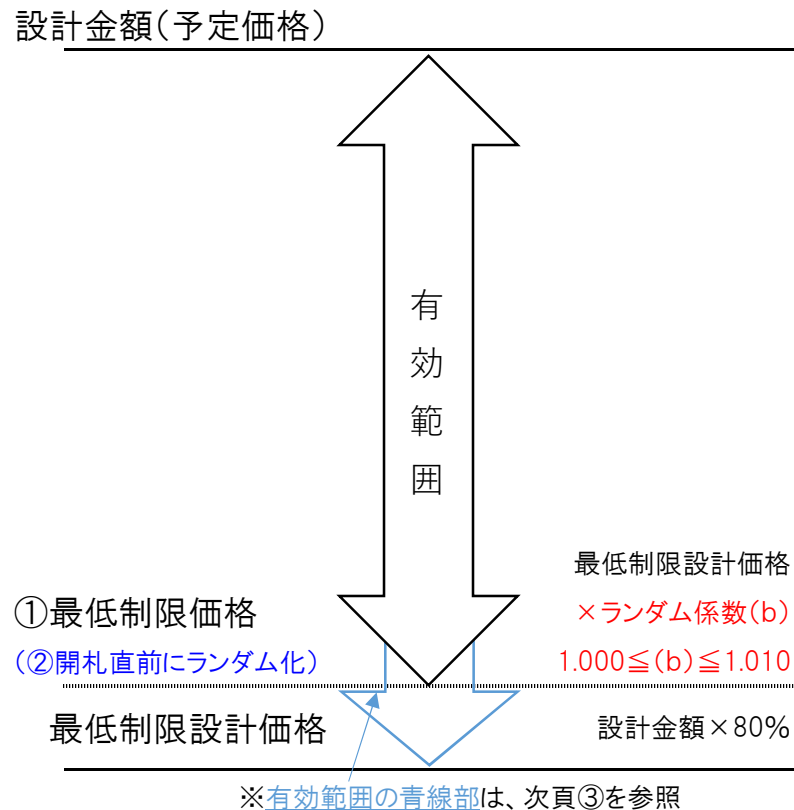 設計金額(予定価格)
有
効
範
囲
最低制限設計価格
①最低制限価格
×ランダム係数(b)
(②開札直前にランダム化)
1.000≦(b)≦1.010
最低制限設計価格
設計金額×80%
※有効範囲の青線部は、次頁③を参照